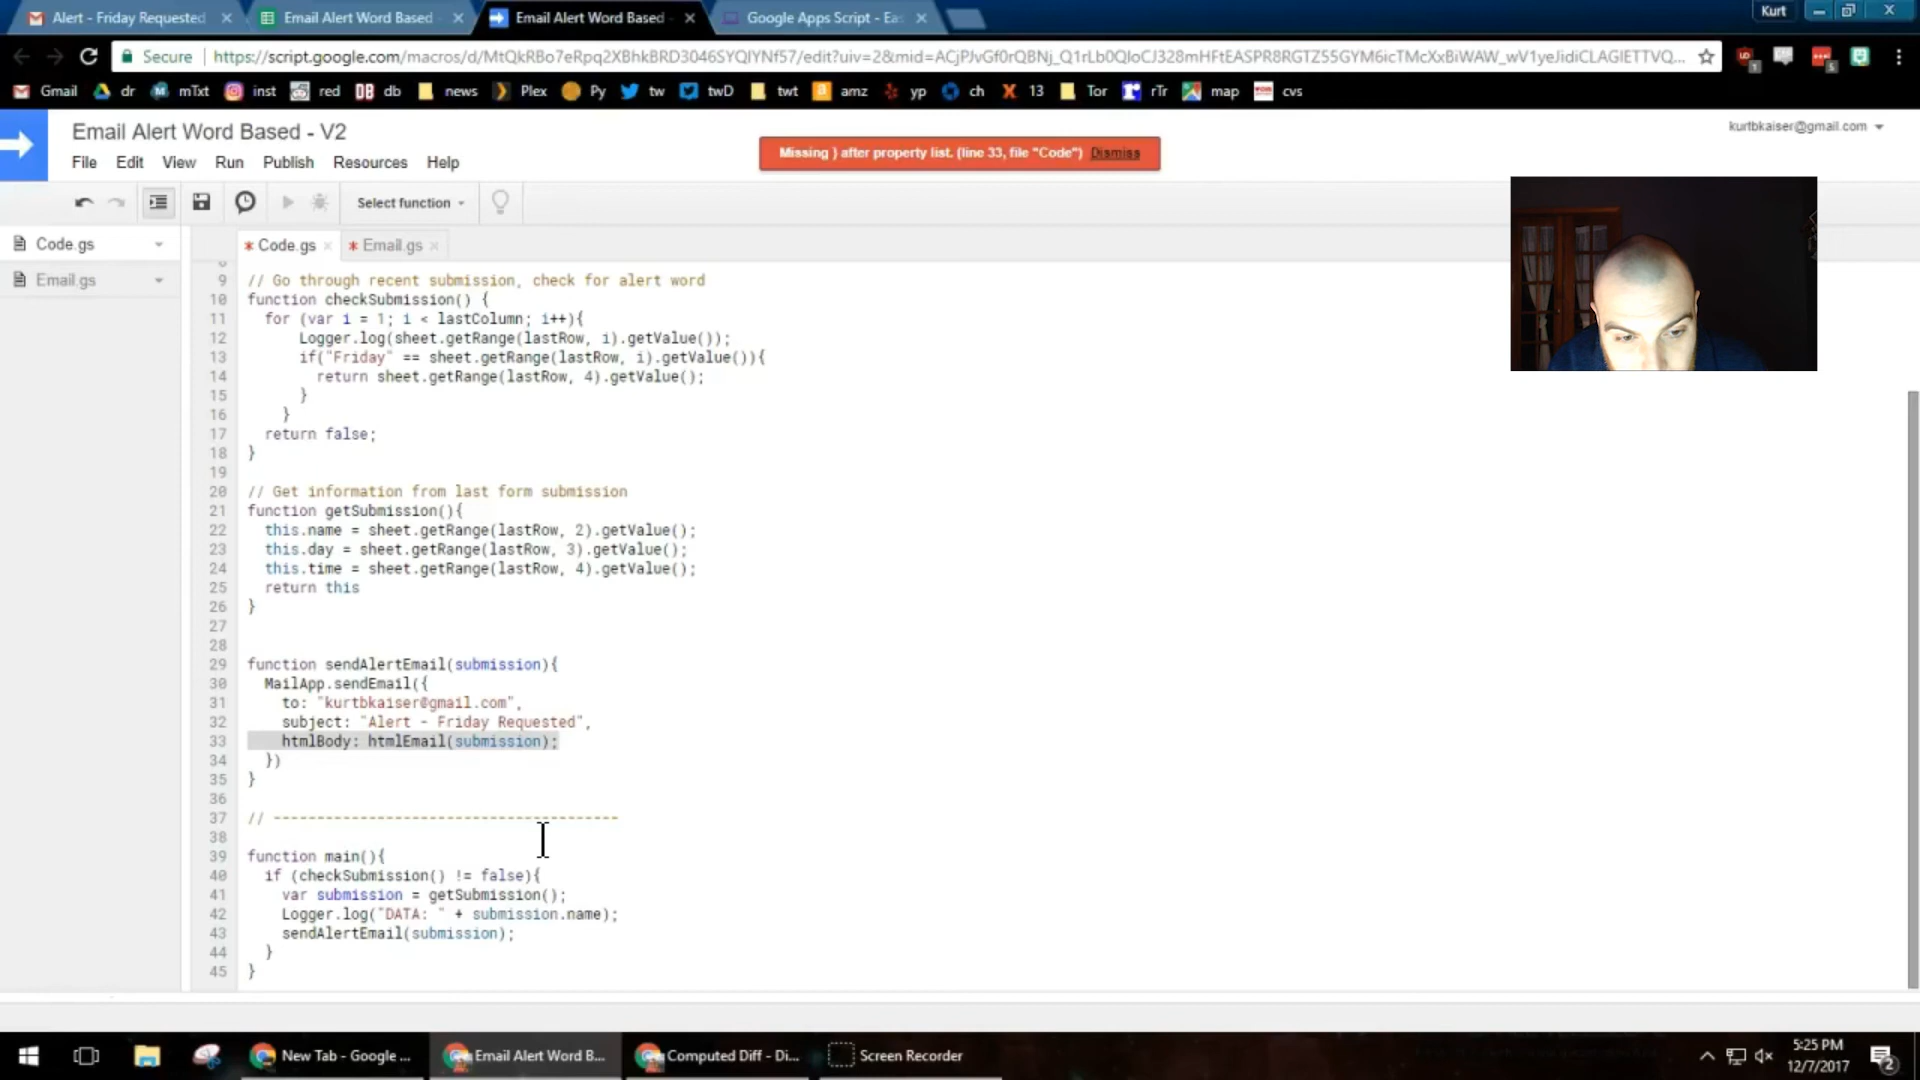 Alert - Friday Requested
Email Alert Word Based -
Email Alert Word Based
Google Apps Script - Eas
Kurt
Secure
https://script.google.com/macros/d/MtQkRBo7eRpq2XBhkBRD3046SYQIYNf57/edit?uiv=2&mid=
Gmail dr mTxt inst red db news Plex Py tw twD twt amz yp ch 13 Tor rTr map cvs
Email Alert Word Based - V2
kurtbkaiser@gmail.com
File Edit View Run Publish Resources Help
Missing } after property list. (line 33, file "Code") Dismiss
Select function
Code.gs
Email.gs
Code.gs Email.gs
9 // Go through recent submission, check for alert word
10 function checkSubmission() {
11 for (var i = 1; i < lastColumn; i++){
12 Logger.log(sheet.getRange(lastRow, i).getValue());
13 if("Friday" == sheet.getRange(lastRow, i).getValue()){
14 return sheet.getRange(lastRow, 4).getValue();
15 }
16 }
17 return false;
18 }
19
20 // Get information from last form submission
21 function getSubmission(){
22 this.name = sheet.getRange(lastRow, 2).getValue();
23 this.day = sheet.getRange(lastRow, 3).getValue();
24 this.time = sheet.getRange(lastRow, 4).getValue();
25 return this
26 }
27
28
29 function sendAlertEmail(submission){
30 MailApp.sendEmail({
31 to: "kurtbkaiser@gmail.com",
32 subject: "Alert - Friday Requested",
33 htmlBody: htmlEmail(submission);
34 })
35 }
36
37 // ----------------------------------------
38
39 function main(){
40 if (checkSubmission() != false){
41 var submission = getSubmission();
42 Logger.log("DATA: " + submission.name);
43 sendAlertEmail(submission);
44 }
45 }
New Tab - Google ...
Email Alert Word B...
Computed Diff - Di...
Screen Recorder
5:25 PM
12/7/2017
2